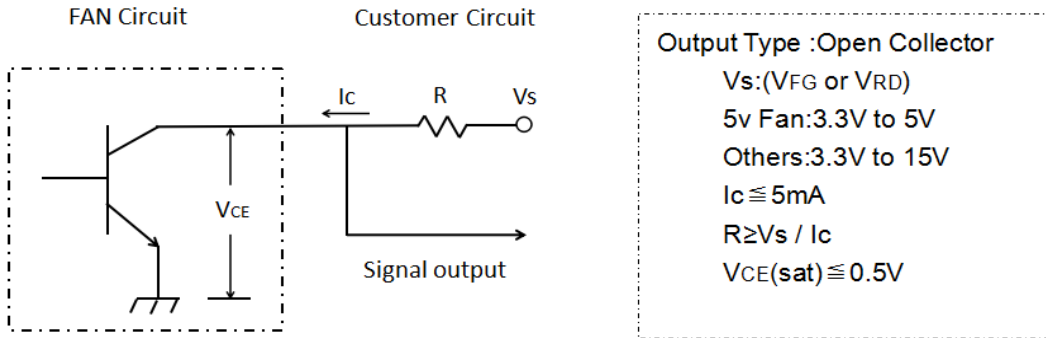 FAN Circuit
Customer Circuit
Ic
R
Vs
VCE
Signal output
Output Type :Open Collector
Vs:(VFG or VRD)
5v Fan:3.3V to 5V
Others:3.3V to 15V
Ic≦5mA
R≥Vs / Ic
VCE(sat)≦0.5V